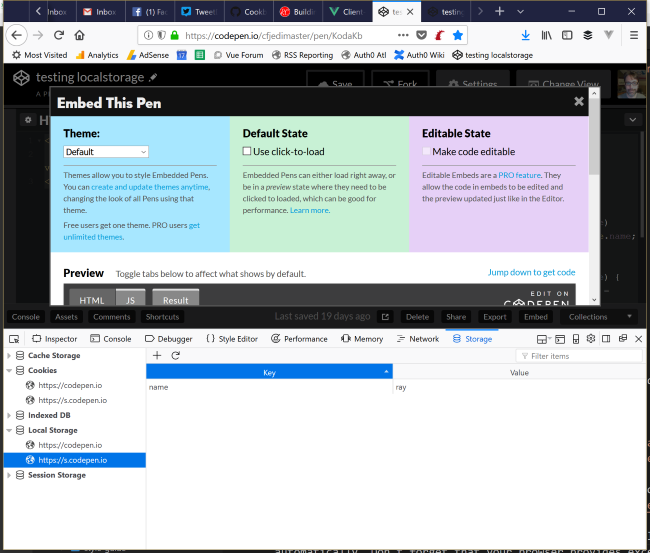 Inbox
Inbox
(1) Fac
Tweet
Cookb
Buildin
Client
te
testing
https://codepen.io/cfjedimaster/pen/KodaKb
Most Visited
Analytics
AdSense
Vue Forum
RSS Reporting
Auth0 Atl
Auth0 Wiki
testing localstorage
testing localstorage
Save
Fork
Settings
Change View
Embed This Pen
Theme:
Default
Themes allow you to style Embedded Pens.
You can create and update themes anytime,
changing the look of all Pens using that
theme.
Free users get one theme. PRO users get
unlimited themes.
Default State
Use click-to-load
Embedded Pens can either load right away, or
be in a preview state where they need to be
clicked to loaded, which can be good for
performance. Learn more.
Editable State
Make code editable
Editable Embeds are a PRO feature. They
allow the code in embeds to be edited and
the preview updated just like in the Editor.
Preview
Toggle tabs below to affect what shows by default.
Jump down to get code
HTML
JS
Result
EDIT ON
CODEPEN
Console
Assets
Comments
Shortcuts
Last saved 19 days ago
Delete
Share
Export
Embed
Collections
Inspector
Console
Debugger
{} Style Editor
Performance
Memory
Network
Storage
Cache Storage
Cookies
https://codepen.io
https://s.codepen.io
Indexed DB
Local Storage
https://codepen.io
https://s.codepen.io
Session Storage
Filter items
Key
Value
name
ray